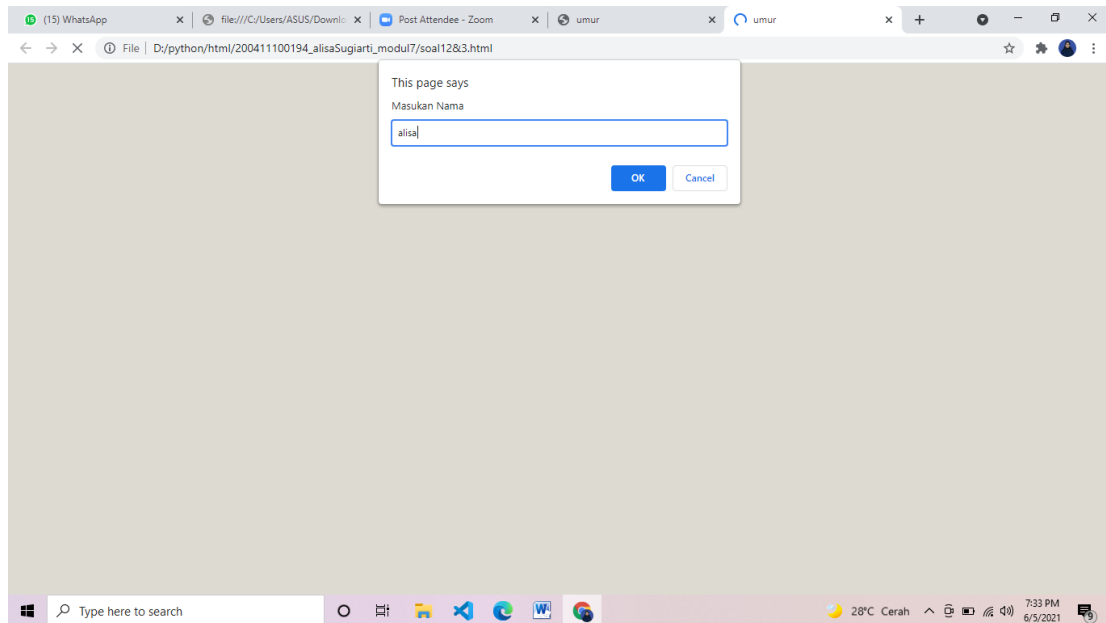 (15) WhatsApp
file:///C:/Users/ASUS/Downlo
Post Attendee - Zoom
umur
umur
File
D:/python/html/200411100194_alisaSugiarti_modul7/soal12&3.html
This page says
Masukan Nama
alisa
OK
Cancel
Type here to search
28°C Cerah
7:33 PM
6/5/2021
9